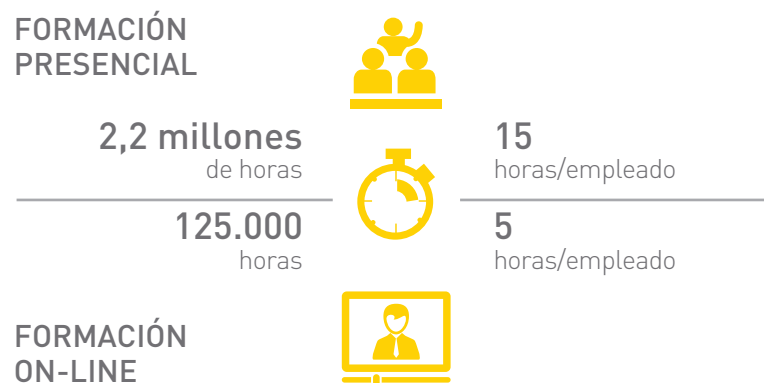 FORMACIÓN
PRESENCIAL
2,2 millones
de horas
15
horas/empleado
125.000
horas
5
horas/empleado
FORMACIÓN
ON-LINE